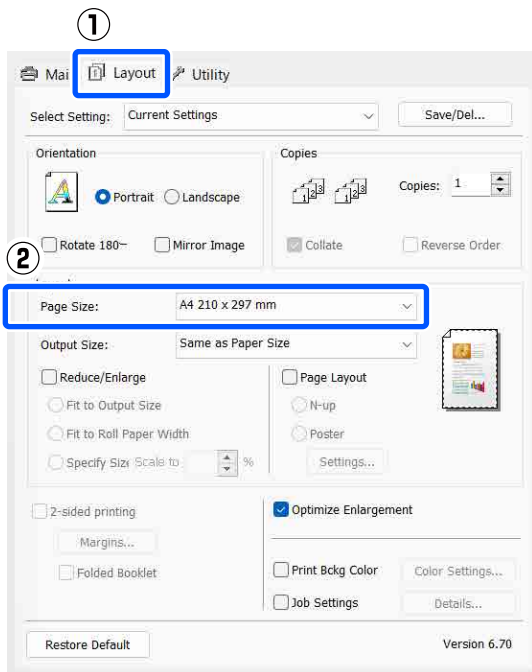 ①
Mai Layout Utility
Select Setting: Current Settings Save/Del...
Orientation Copies
Portrait Landscape Copies: 1
Rotate 180° Mirror Image Collate Reverse Order
②
Page Size: A4 210 x 297 mm
Output Size: Same as Paper Size
Reduce/Enlarge Page Layout
Fit to Output Size N-up
Fit to Roll Paper Width Poster
Specify Size Scale to % Settings...
2-sided printing Optimize Enlargement
Margins...
Folded Booklet Print Bckg Color Color Settings...
Job Settings Details...
Restore Default Version 6.70